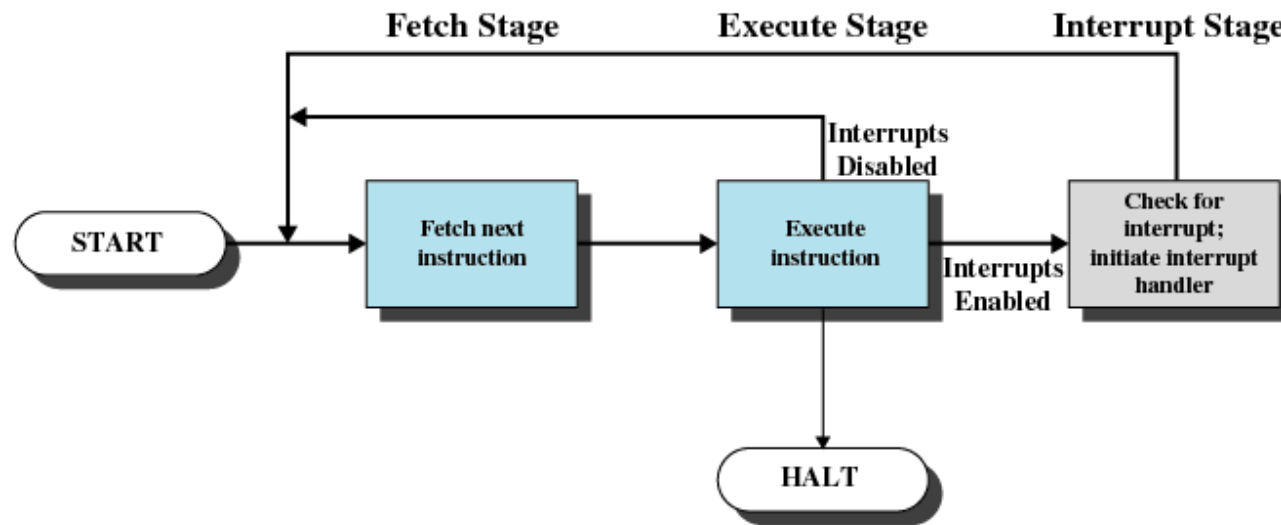 Fetch Stage
Execute Stage
Interrupt Stage
Interrupts
Disabled
START
Fetch next
instruction
Execute
instruction
Interrupts
Enabled
Check for
interrupt;
initiate interrupt
handler
HALT